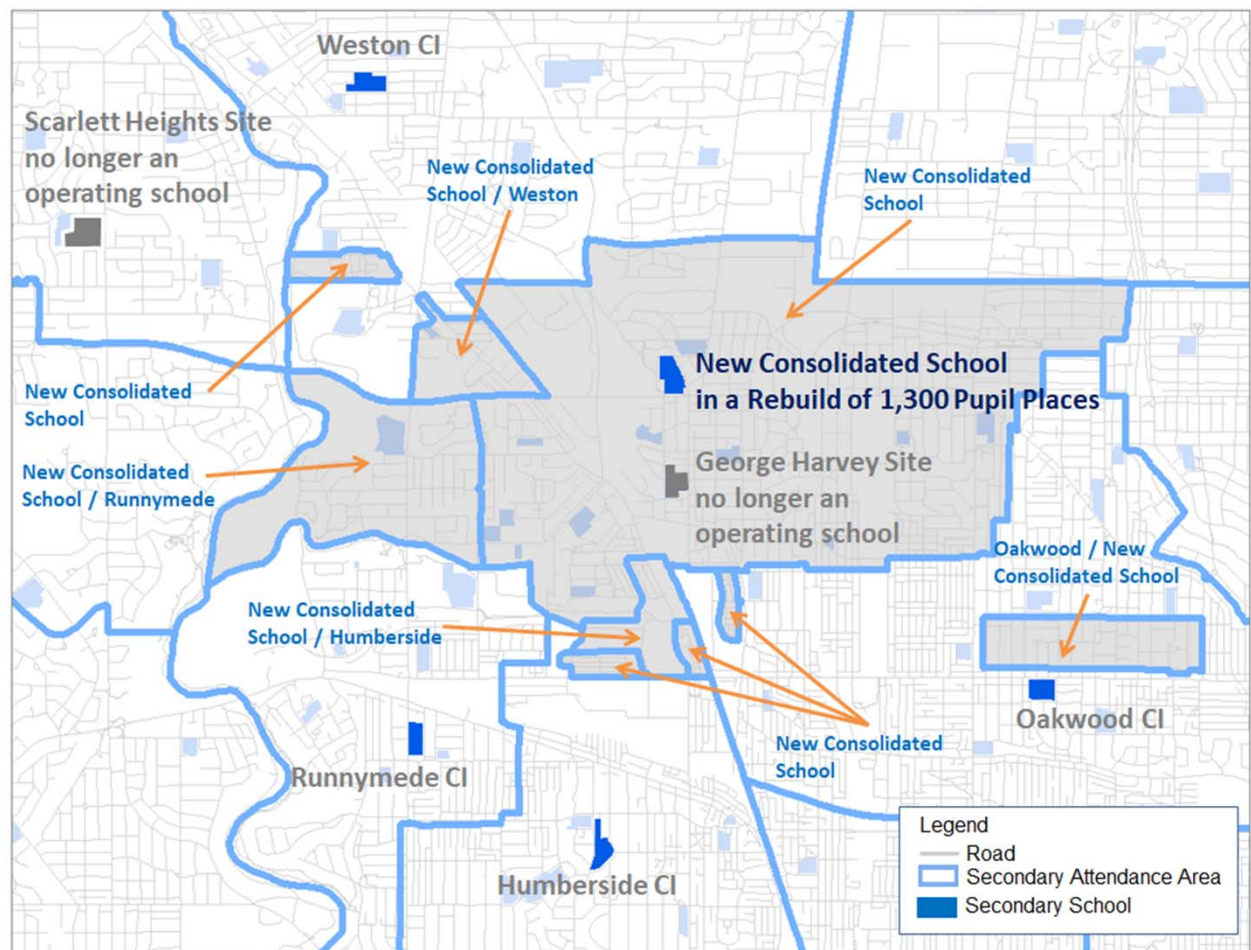 Weston CI
Scarlett Heights Site
no longer an
operating school
New Consolidated
School / Weston
New Consolidated
School
New Consolidated School
in a Rebuild of 1,300 Pupil Places
New Consolidated
School
New Consolidated
School / Runnymede
George Harvey Site
no longer an
operating school
Oakwood / New
Consolidated School
New Consolidated
School / Humberside
Oakwood CI
New Consolidated
School
Runnymede CI
Humberside CI
Legend
Road
Secondary Attendance Area
Secondary School